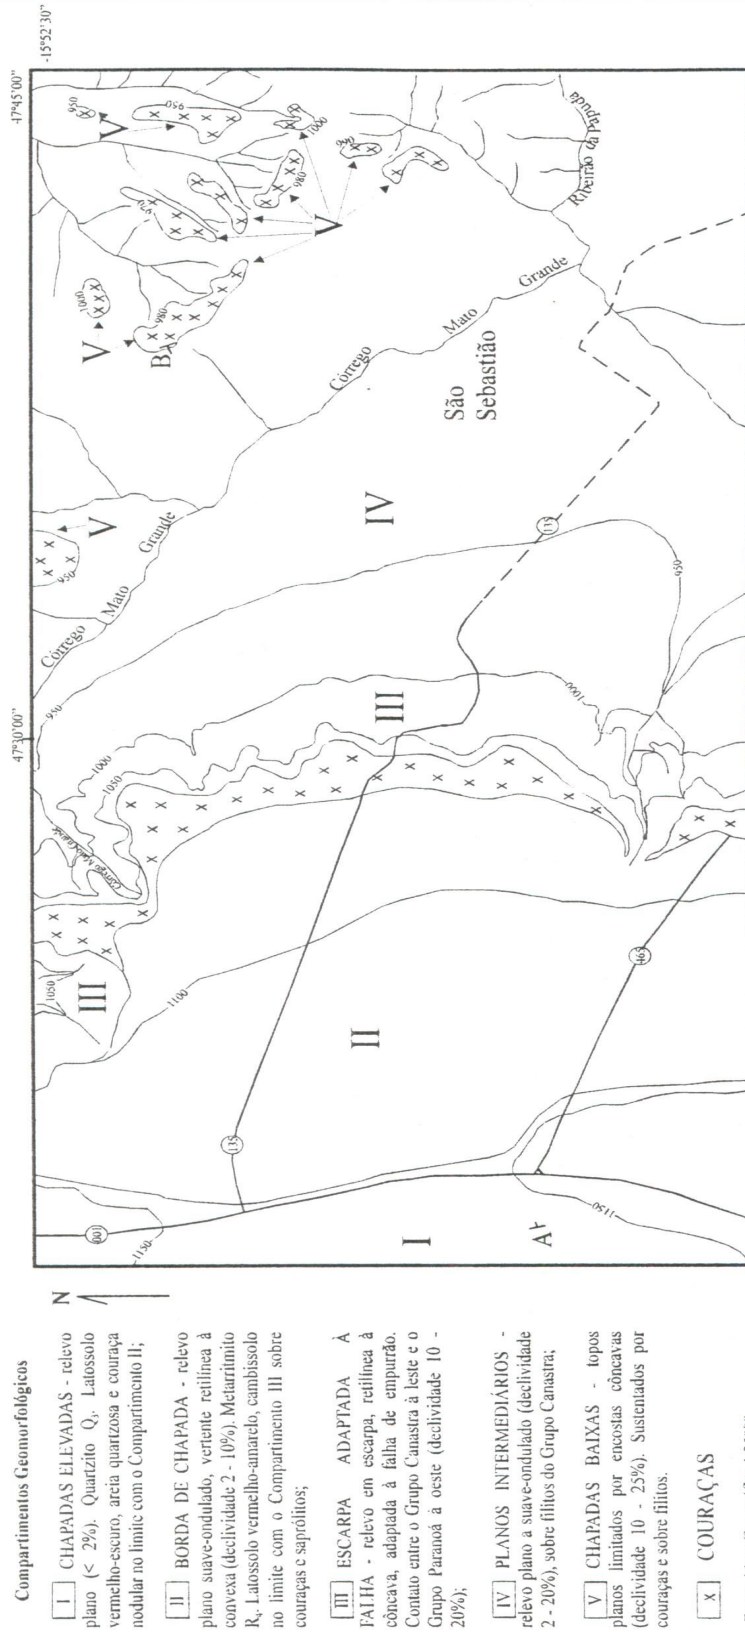 Compartimentos Geomorfológicos
I CHAPADAS ELEVADAS - relevo
plano (< 2%). Quartzito Q₃. Latossolo
vermelho-escuro, areia quartzosa e couraça
nodular no limite com o Compartimento II;
II BORDA DE CHAPADA - relevo
plano suave-ondulado, vertente retilínea à
convexa (declividade 2 - 10%). Metarritmito
R₄. Latossolo vermelho-amarelo, cambissolo
no limite com o Compartimento III sobre
couraças e saprólitos;
III ESCARPA ADAPTADA À
FALHA - relevo em escarpa, retilínea à
côncava, adaptada à falha de empurrão.
Contato entre o Grupo Canastra à leste e o
Grupo Paranoá à oeste (declividade 10 -
20%);
IV PLANOS INTERMEDIÁRIOS -
relevo plano a suave-ondulado (declividade
2 - 20%), sobre filitos do Grupo Canastra;
V CHAPADAS BAIXAS - topos
planos limitados por encostas côncavas
(declividade 10 - 25%). Sustentados por
couraças e sobre filitos.
x COURAÇAS
N
47°30'00"
-47°45'00"
-15°52'30"
001
1150
135
I
A
1150
465
II
1100
III
1050
Córrego Mato Grande
1050
1000
III
1000
950
950
135
IV
Córrego Mato Grande
950
V
São
Sebastião
Córrego Mato Grande
B
980
V
1000
V
980
1000
950
V
950
Ribeirão da Papuda